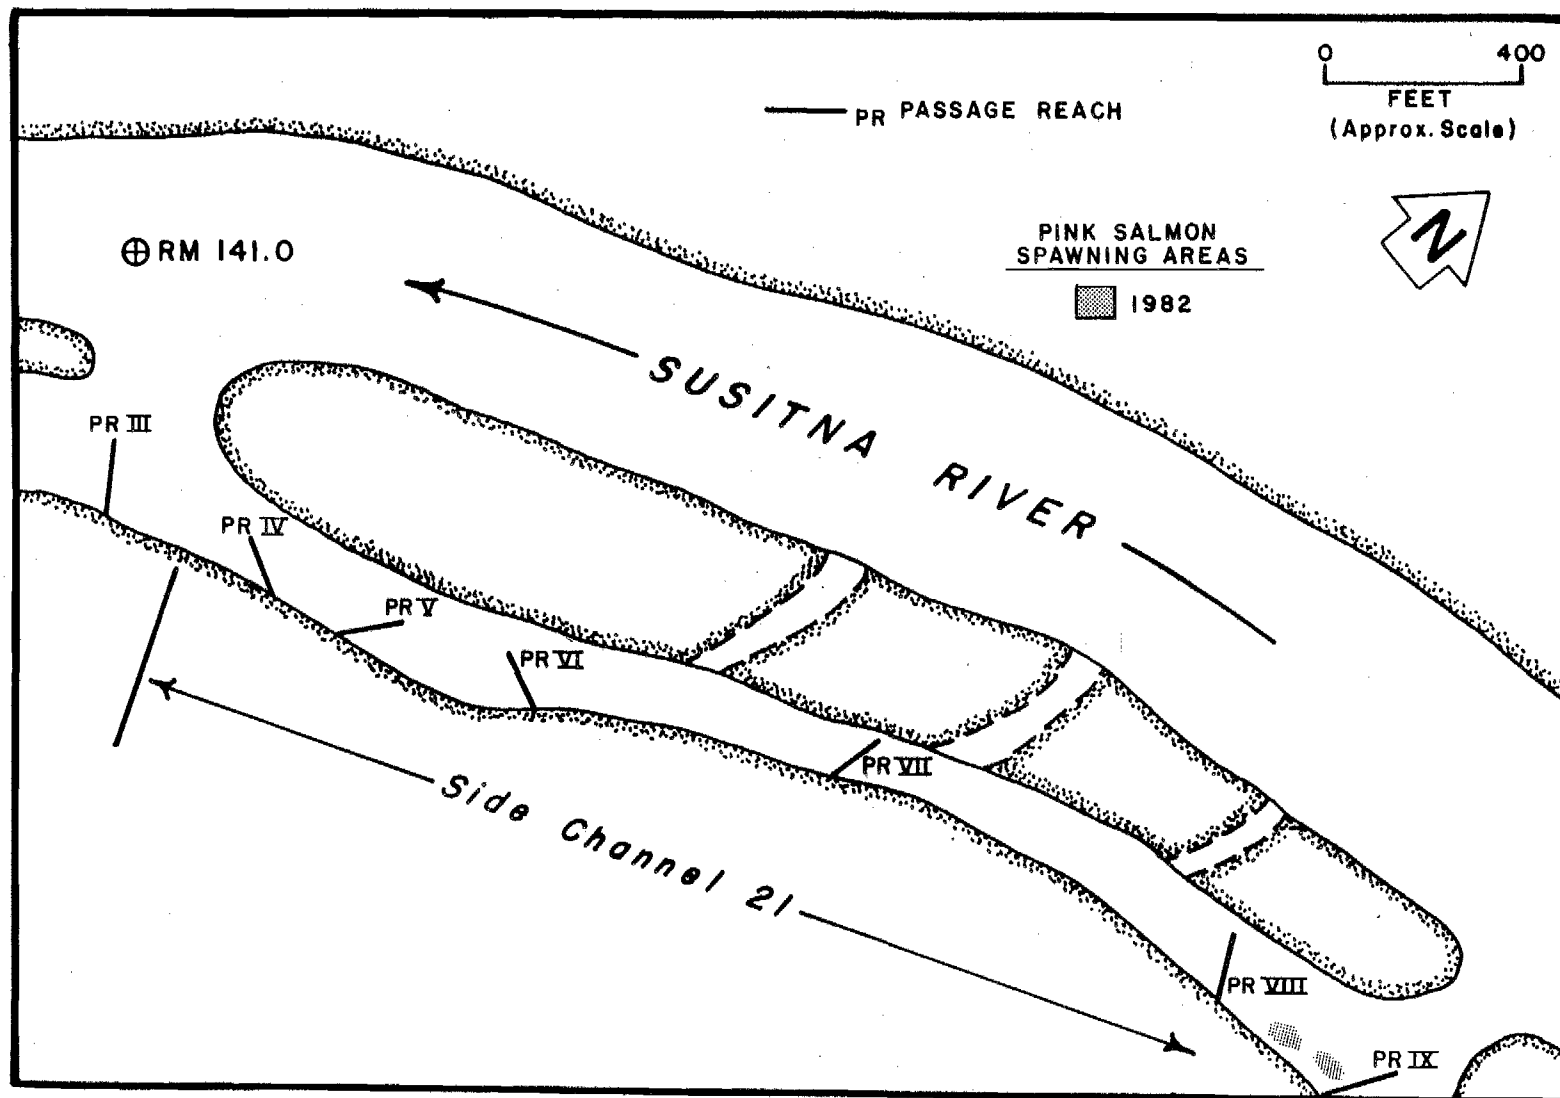 0 400
FEET
(Approx. Scale)
PR PASSAGE REACH
N
PINK SALMON
SPAWNING AREAS
1982
RM 141.0
SUSITNA RIVER
PR III
PR IV
PR V
PR VI
PR VII
Side Channel 21
PR VIII
PR IX